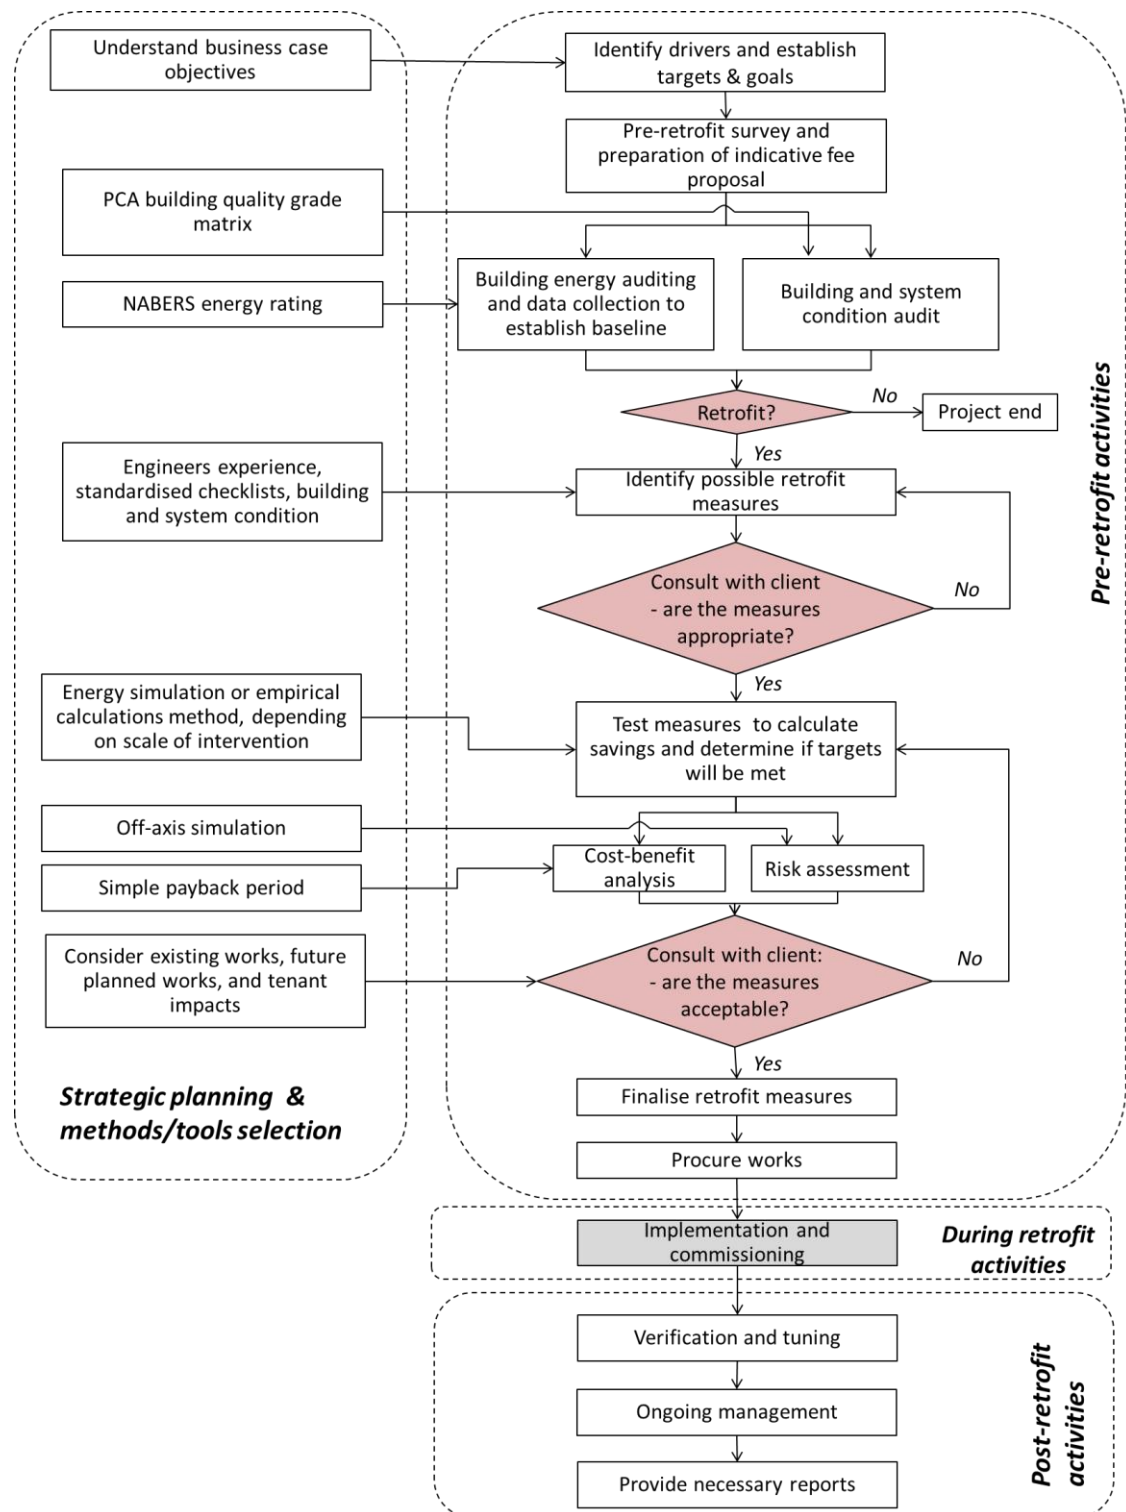 Understand business case
objectives
Identify drivers and establish
targets & goals
Pre-retrofit survey and
preparation of indicative fee
proposal
PCA building quality grade
matrix
NABERS energy rating
Building energy auditing
and data collection to
establish baseline
Building and system
condition audit
Retrofit?
No
Project end
Yes
Engineers experience,
standardised checklists, building
and system condition
Identify possible retrofit
measures
Consult with client
- are the measures
appropriate?
No
Yes
Energy simulation or empirical
calculations method, depending
on scale of intervention
Test measures to calculate
savings and determine if targets
will be met
Off-axis simulation
Simple payback period
Cost-benefit
analysis
Risk assessment
Consider existing works, future
planned works, and tenant
impacts
Consult with client:
- are the measures
acceptable?
No
Yes
Finalise retrofit measures
Procure works
Strategic planning &
methods/tools selection
Pre-retrofit activities
Implementation and
commissioning
During retrofit
activities
Verification and tuning
Ongoing management
Provide necessary reports
Post-retrofit
activities